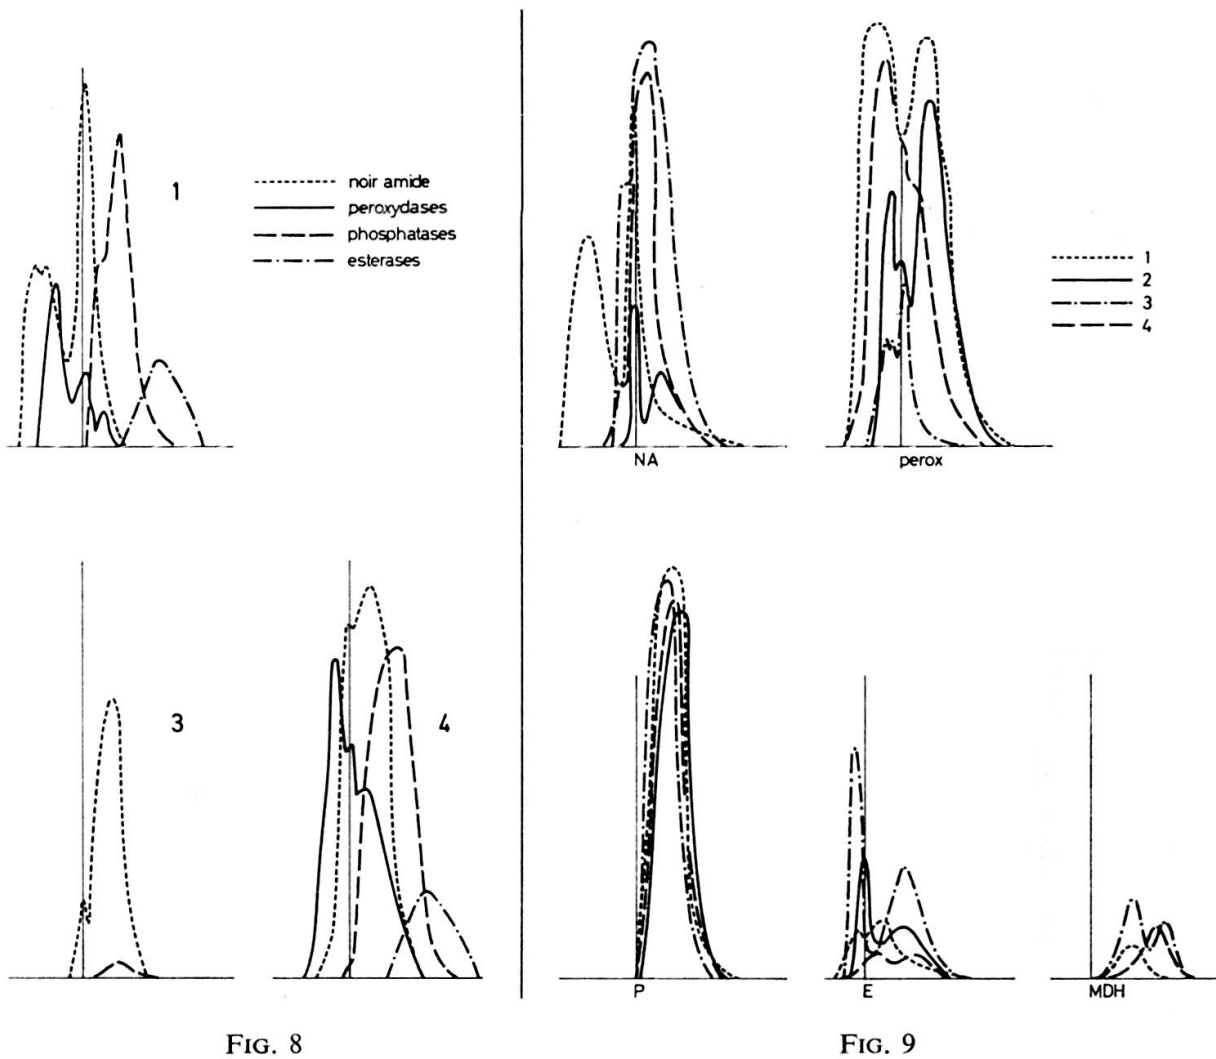 1
noir amide
peroxydases
phosphatases
esterases
3
4
FIG. 8
NA
perox
1
2
3
4
P
E
MDH
FIG. 9